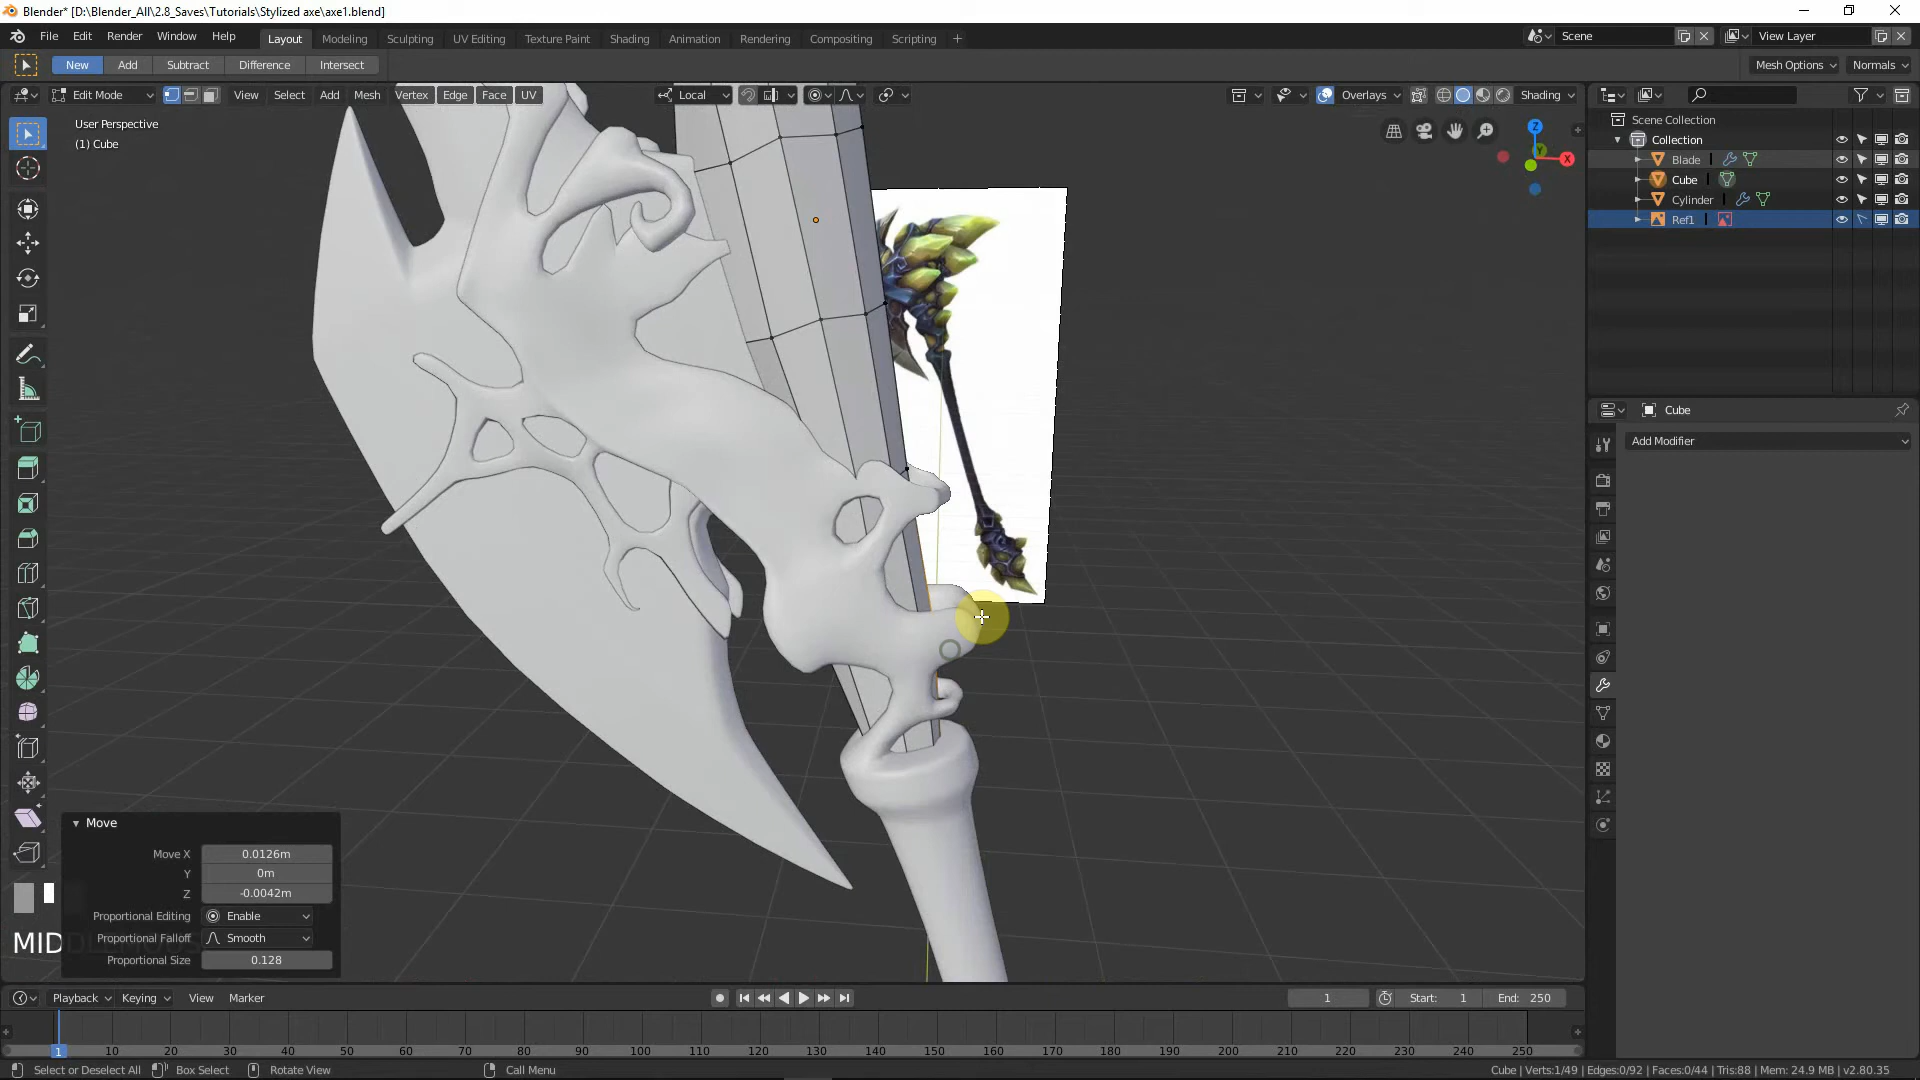 Blender* [D:\Blender_All\2.8_Saves\Tutorials\Stylized axe\axe1.blend]
File Edit Render Window Help Layout Modeling Sculpting UV Editing Texture Paint Shading Animation Rendering Compositing Scripting + Scene View Layer
New Add Subtract Difference Intersect Mesh Options Normals
Edit Mode View Select Add Mesh Vertex Edge Face UV Local Overlays Shading
User Perspective
(1) Cube
X
Y
Z
Scene Collection
Collection
Blade
Cube
Cylinder
Ref1
Cube
Add Modifier
Move
Move X 0.0126m
Y 0m
Z -0.0042m
Proportional Editing Enable
Proportional Falloff Smooth
Proportional Size 0.128
Playback Keying View Marker 1 Start: 1 End: 250
1 10 20 30 40 50 60 70 80 90 100 110 120 130 140 150 160 170 180 190 200 210 220 230 240 250
Select or Deselect All Box Select Rotate View Call Menu Cube | Verts:1/49 | Edges:0/92 | Faces:0/44 | Tris:88 | Mem: 24.9 MB | v2.80.35